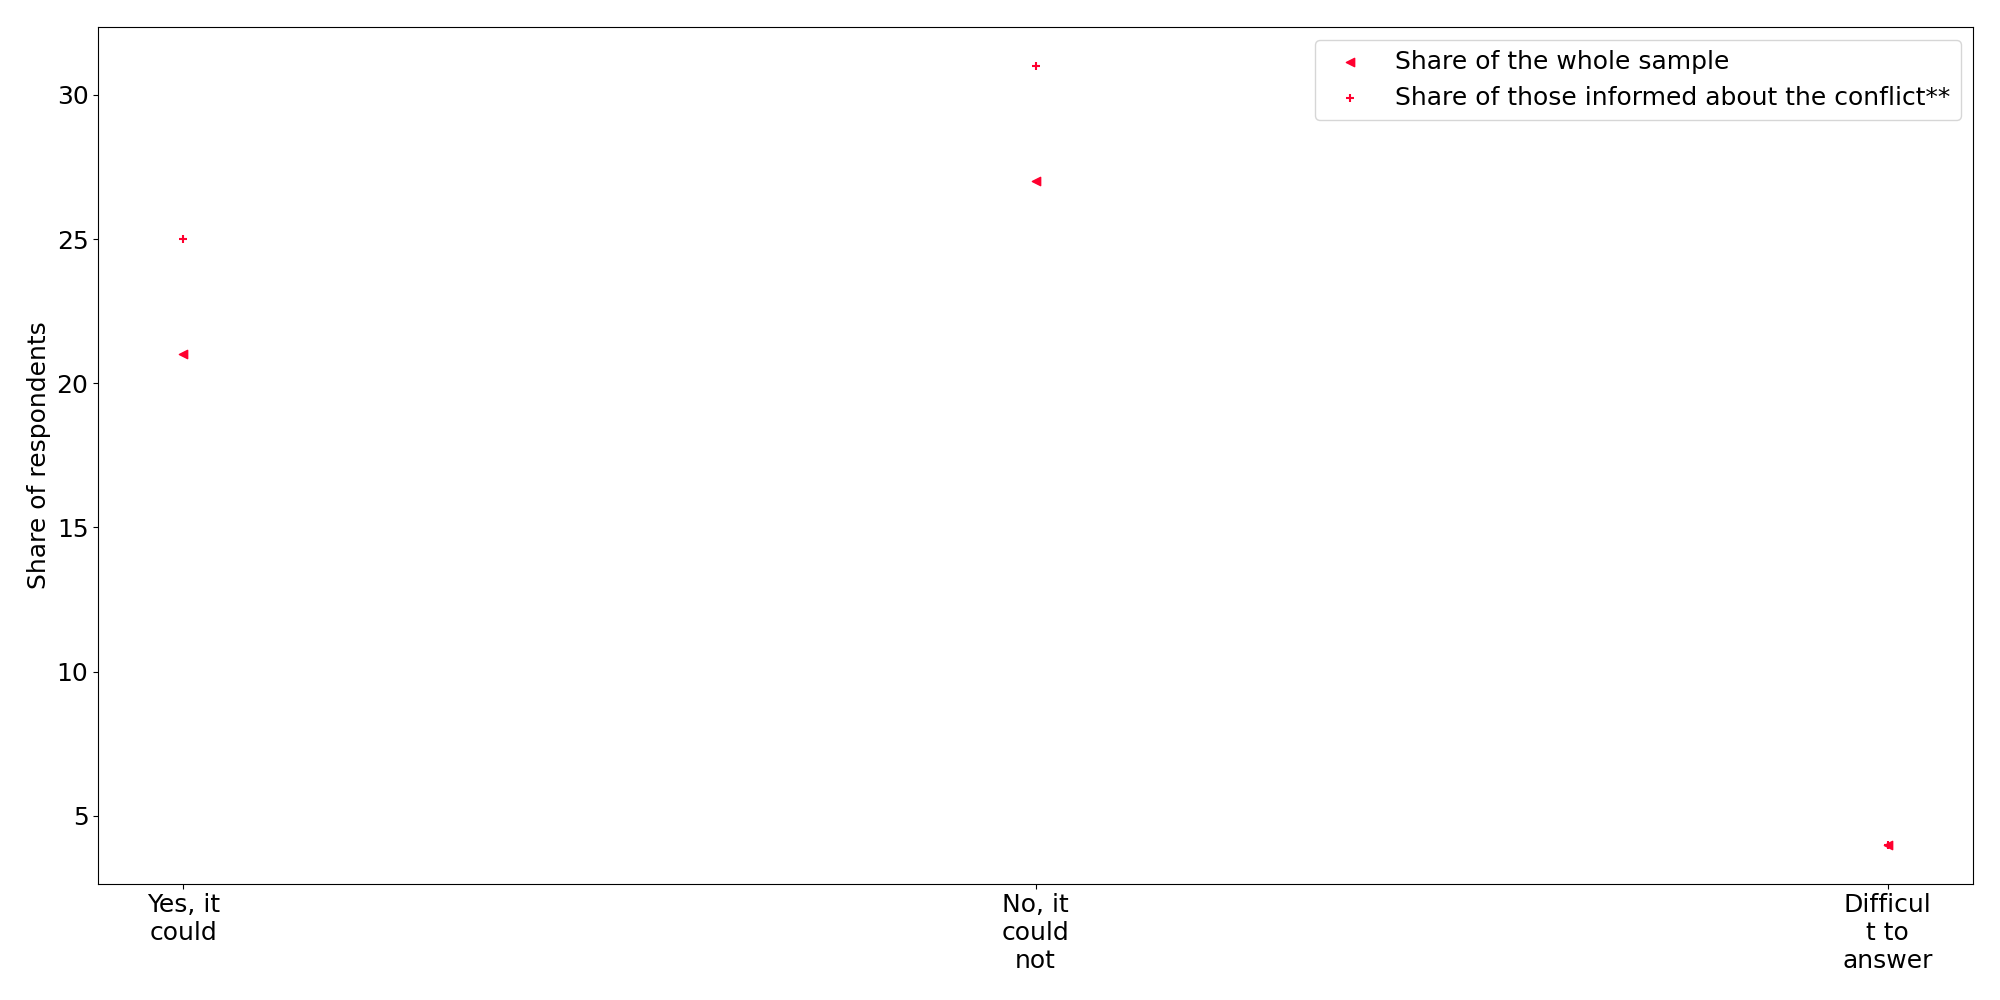 Share of the whole sample
Share of those informed about the conflict**
Share of respondents
30
25
20
15
10
5
Yes, it
could
No, it
could
not
Difficul
t to
answer